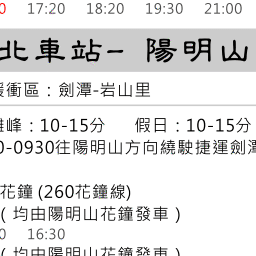 0 17:20 18:20 19:30 21:00
北車站- 陽明山
緩衝區：劍潭-岩山里
離峰：10-15分 假日：10-15分
0-0930往陽明山方向繞駛捷運劍潭
花鐘 (260花鐘線)
( 均由陽明山花鐘發車 )
0 16:30
( 均由陽明山花鐘發車 )